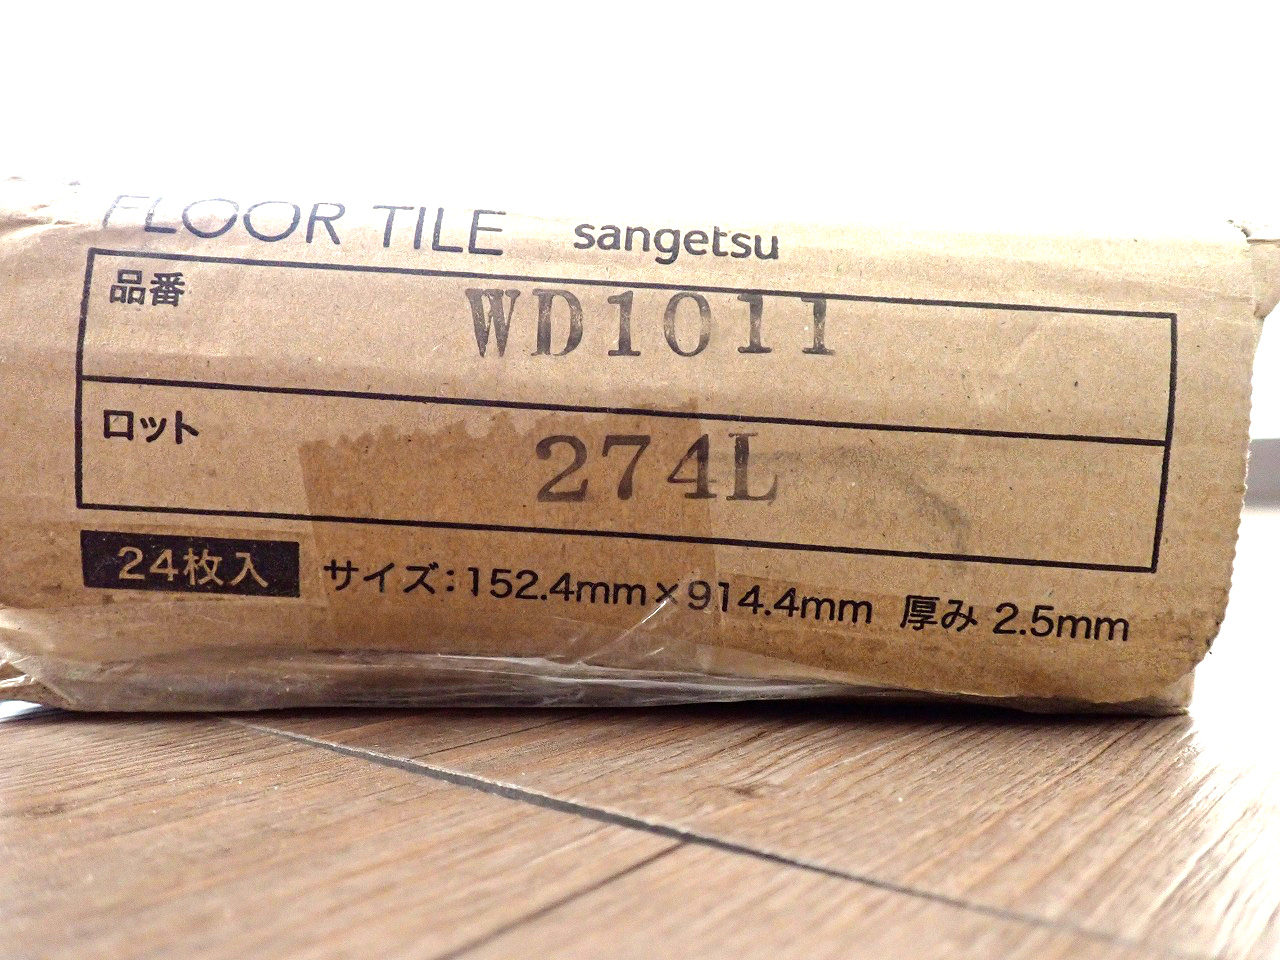 FLOOR TILE sangetsu
品番 WD1011
ロット 274L
24枚入 サイズ:152.4mm×914.4mm 厚み 2.5mm